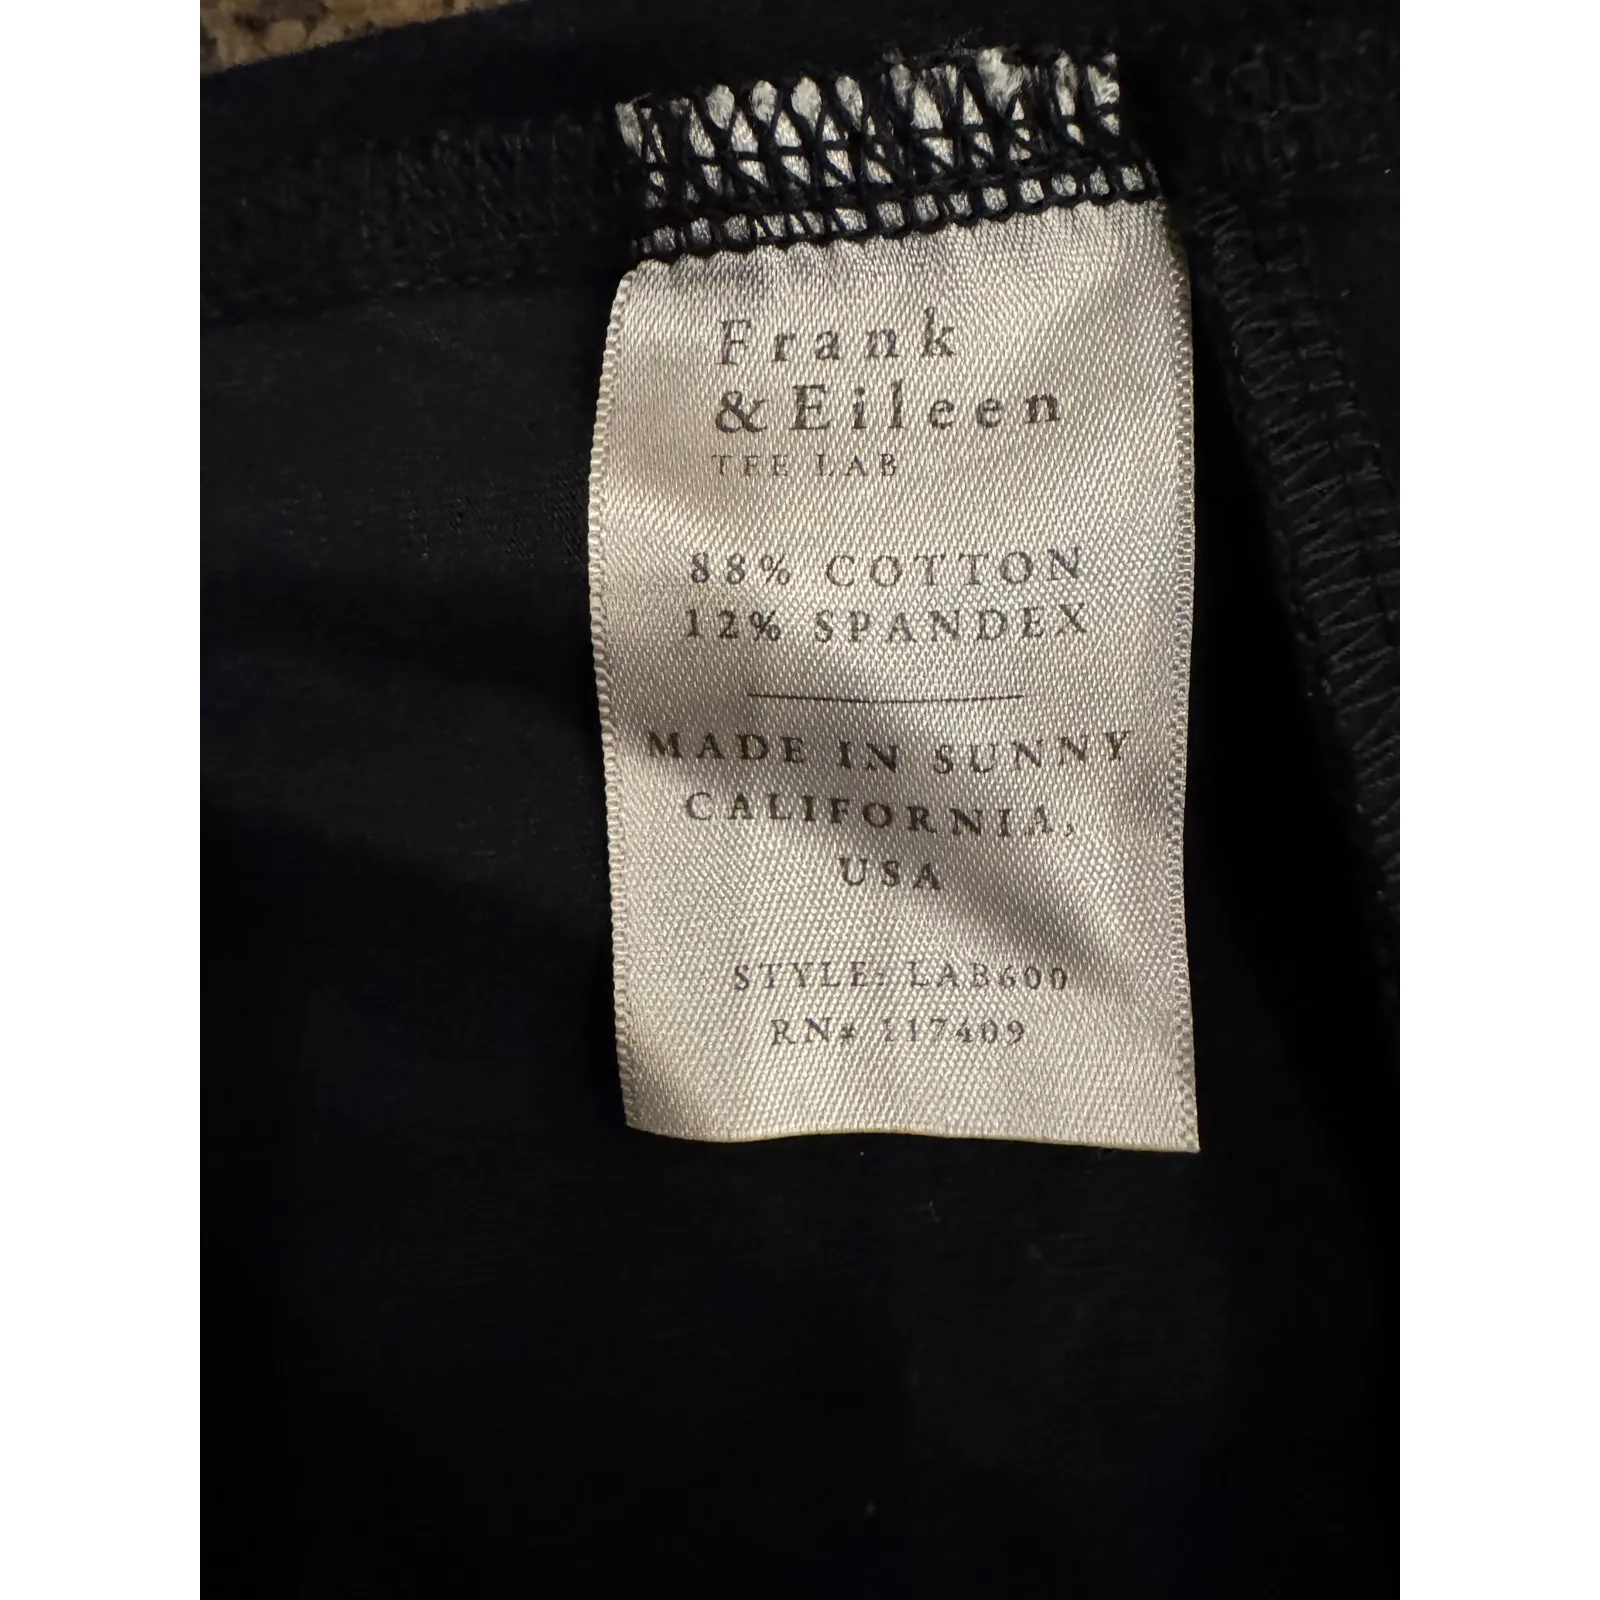 Frank
& Eileen
TEE LAB
88% COTTON
12% SPANDEX
MADE IN SUNNY
CALIFORNIA,
USA
STYLE: LAB600
RN# 117409